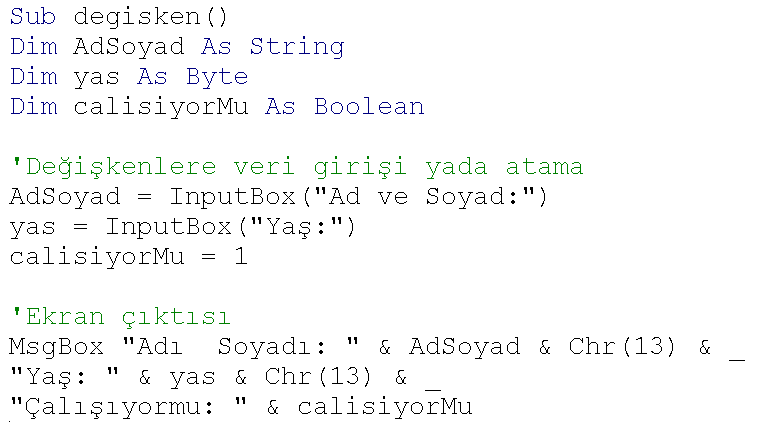 Sub degisken()
Dim AdSoyad As String
Dim yas As Byte
Dim calisiyorMu As Boolean
'Değişkenlere veri girişi yada atama
AdSoyad = InputBox("Ad ve Soyad:")
yas = InputBox("Yaş:")
calisiyorMu = 1
'Ekran çıktısı
MsgBox "Adı  Soyadı: " & AdSoyad & Chr(13) & _
"Yaş: " & yas & Chr(13) & _
"Çalışıyormu: " & calisiyorMu